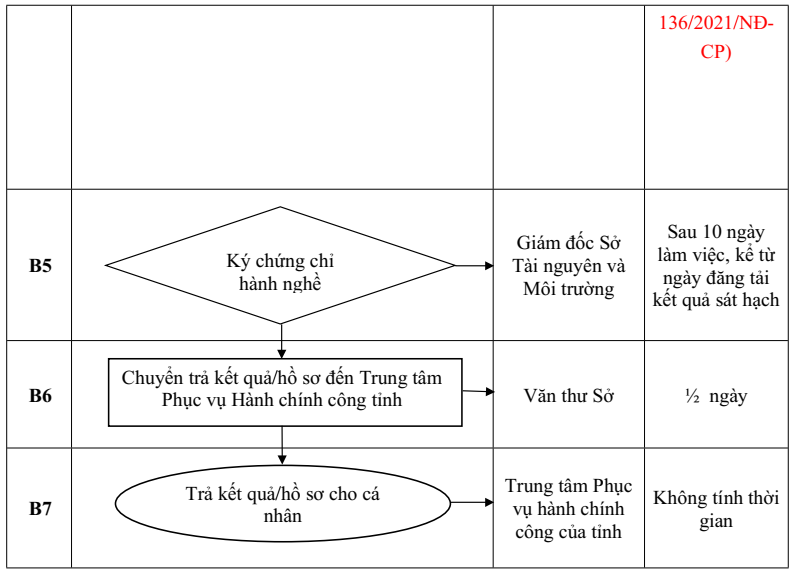 136/2021/NĐ-
CP)
B5
Ký chứng chỉ
hành nghề
Giám đốc Sở
Tài nguyên và
Môi trường
Sau 10 ngày
làm việc, kể từ
ngày đăng tải
kết quả sát hạch
B6
Chuyển trả kết quả/hồ sơ đến Trung tâm
Phục vụ Hành chính công tỉnh
Văn thư Sở
½ ngày
B7
Trả kết quả/hồ sơ cho cá
nhân
Trung tâm Phục
vụ hành chính
công của tỉnh
Không tính thời
gian